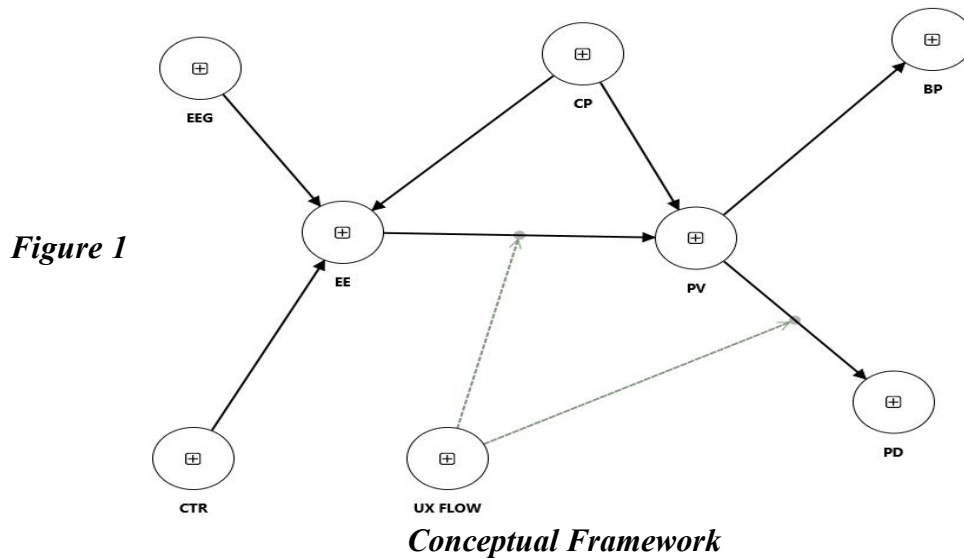 EEG
CP
BP
Figure 1
EE
PV
CTR
UX FLOW
PD
Conceptual Framework